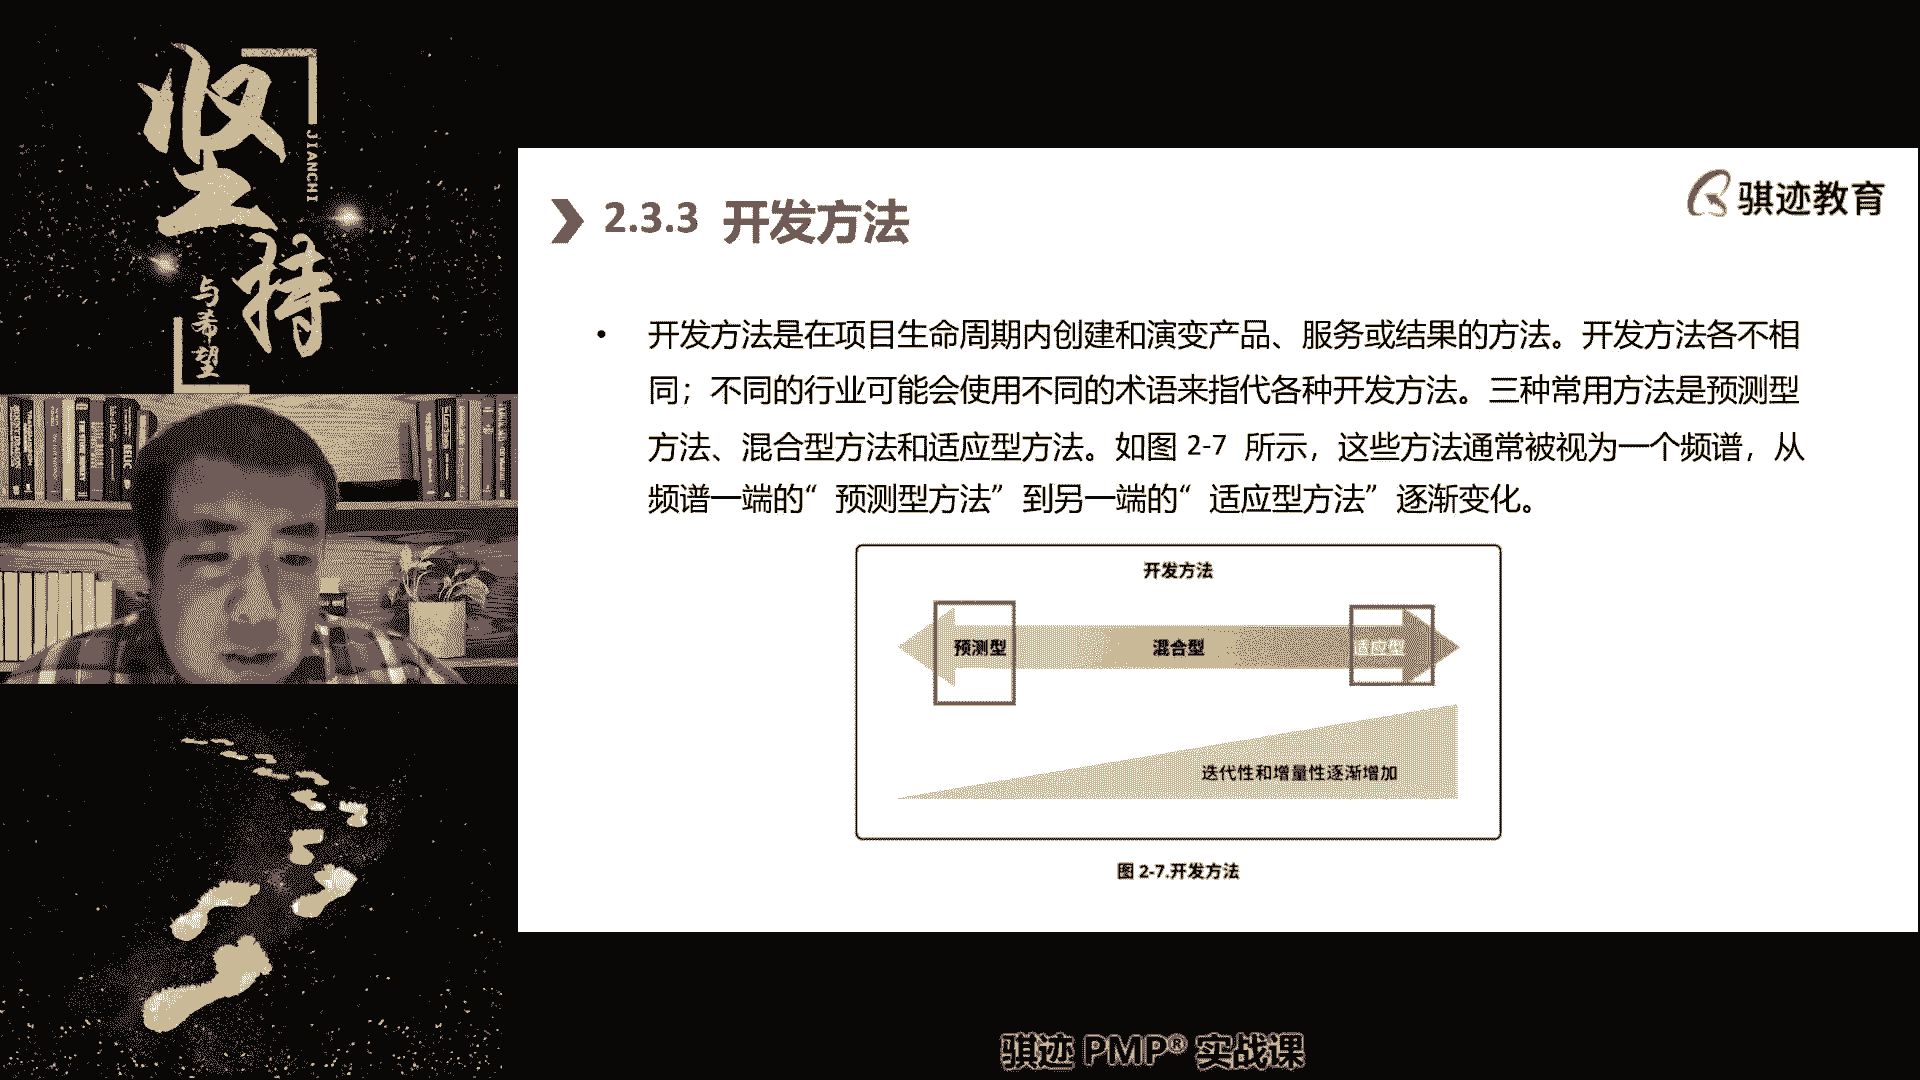 坚持
JIANCHI
与希望
骐迹教育
2.3.3 开发方法
• 开发方法是在项目生命周期内创建和演变产品、服务或结果的方法。开发方法各不相
同；不同的行业可能会使用不同的术语来指代各种开发方法。三种常用方法是预测型
方法、混合型方法和适应型方法。如图 2-7 所示，这些方法通常被视为一个频谱，从
频谱一端的“预测型方法”到另一端的“适应型方法”逐渐变化。
开发方法
预测型 混合型 适应型
迭代性和增量性逐渐增加
图 2-7.开发方法
骐迹 PMP® 实战课